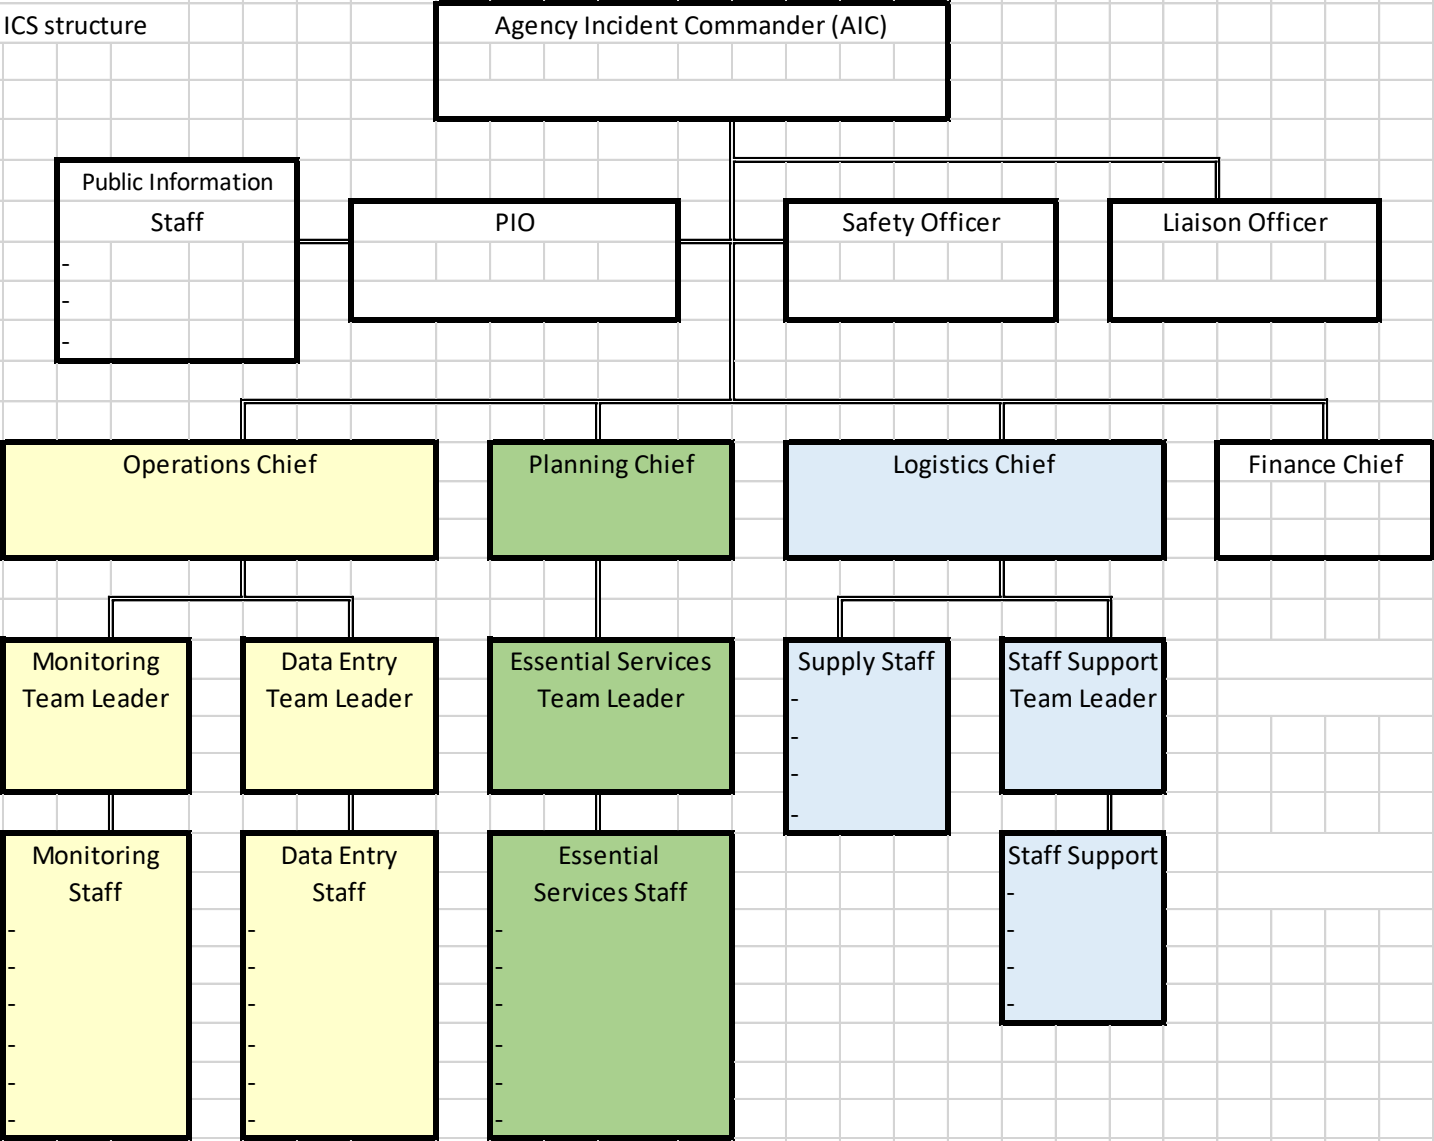 ICS structure
Agency Incident Commander (AIC)
Public Information
Staff
-
-
-
PIO
Safety Officer
Liaison Officer
Operations Chief
Planning Chief
Logistics Chief
Finance Chief
Monitoring
Team Leader
Data Entry
Team Leader
Essential Services
Team Leader
Supply Staff
-
-
-
-
Staff Support
Team Leader
Monitoring
Staff
-
-
-
-
-
-
Data Entry
Staff
-
-
-
-
-
-
Essential
Services Staff
-
-
-
-
-
-
Staff Support
-
-
-
-